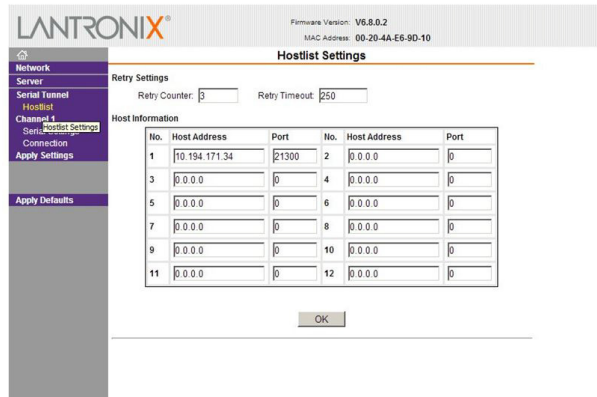 LANTRONIX®
Firmware Version: V6.8.0.2
MAC Address: 00-20-4A-E6-9D-10
Hostlist Settings
Network
Server
Serial Tunnel
Hostlist
Channel 1
Hostlist Settings
Connection
Apply Settings
Apply Defaults
Retry Settings
Retry Counter: 3 Retry Timeout: 250
Host Information
No. Host Address Port No. Host Address Port
1 10.194.171.34 21300 2 0.0.0.0 0
3 0.0.0.0 0 4 0.0.0.0 0
5 0.0.0.0 0 6 0.0.0.0 0
7 0.0.0.0 0 8 0.0.0.0 0
9 0.0.0.0 0 10 0.0.0.0 0
11 0.0.0.0 0 12 0.0.0.0 0
OK